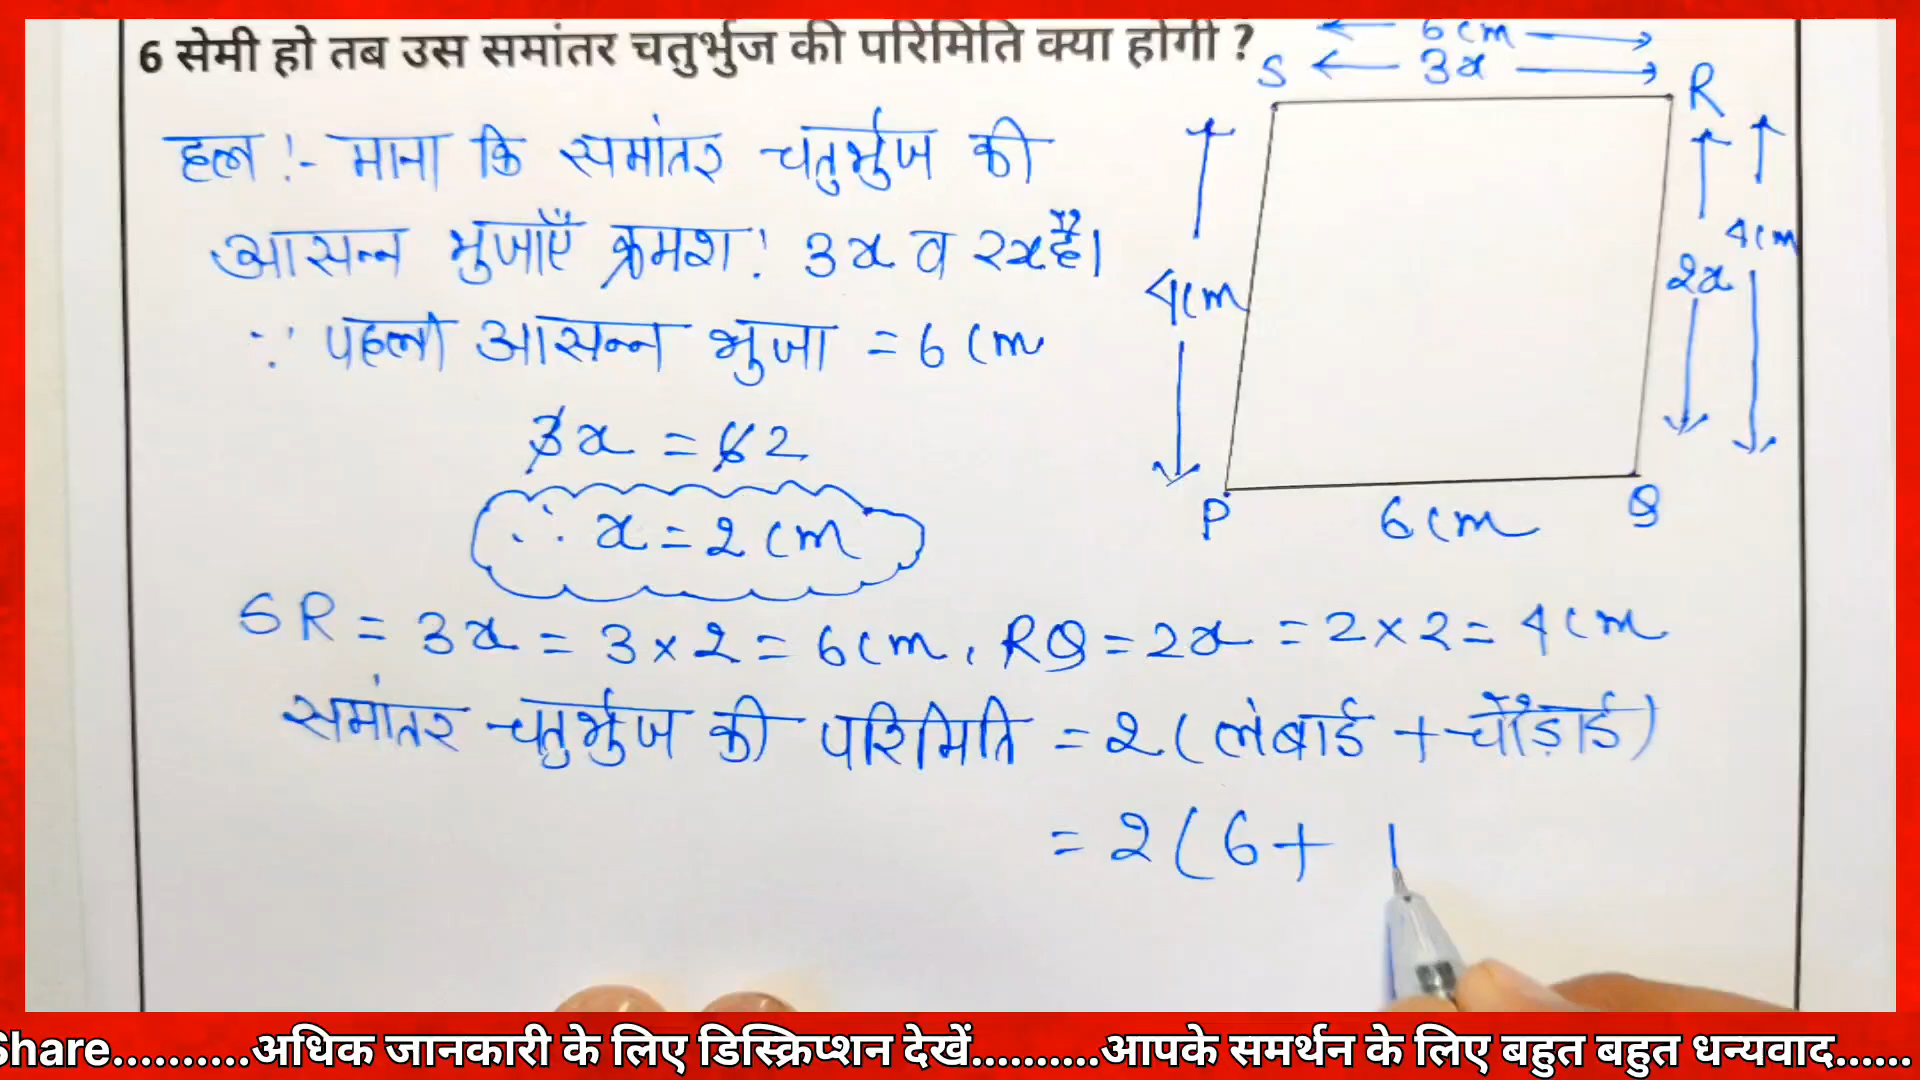 6 सेमी हो तब उस समांतर चतुर्भुज की परिमिति क्या होगी ?
6 cm
S 3x R
हल :- माना कि समांतर चतुर्भुज की
आसन्न भुजाएँ क्रमश: 3x व 2x है।
4cm
2x
4cm
∵ पहली आसन्न भुजा = 6 cm
3x = 6 2
P 6cm Q
∴ x = 2 cm
SR = 3x = 3 × 2 = 6cm, RQ = 2x = 2 × 2 = 4cm
समांतर चतुर्भुज की परिमिति = 2 ( लंबाई + चौड़ाई )
= 2 ( 6 +
Share..........अधिक जानकारी के लिए डिस्क्रिप्शन देखें..........आपके समर्थन के लिए बहुत बहुत धन्यवाद......